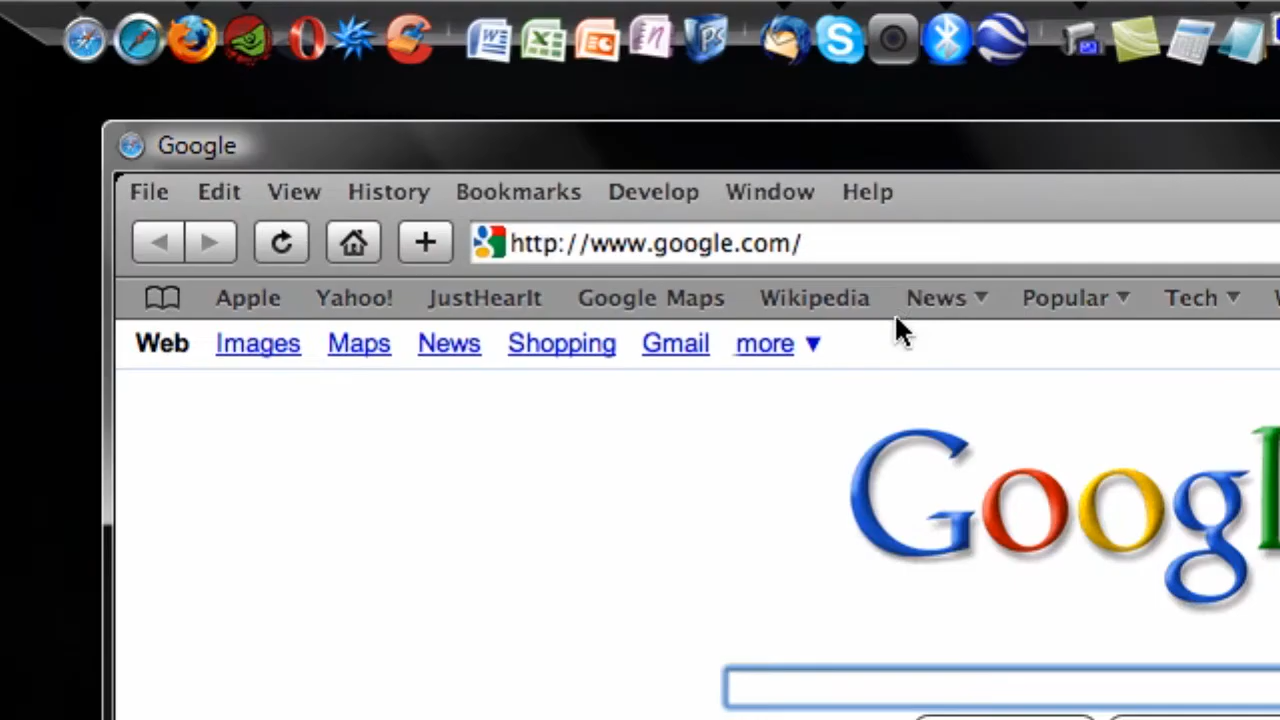 Google
File Edit View History Bookmarks Develop Window Help
http://www.google.com/
Apple Yahoo! JustHearIt Google Maps Wikipedia News Popular Tech
Web Images Maps News Shopping Gmail more
Googl